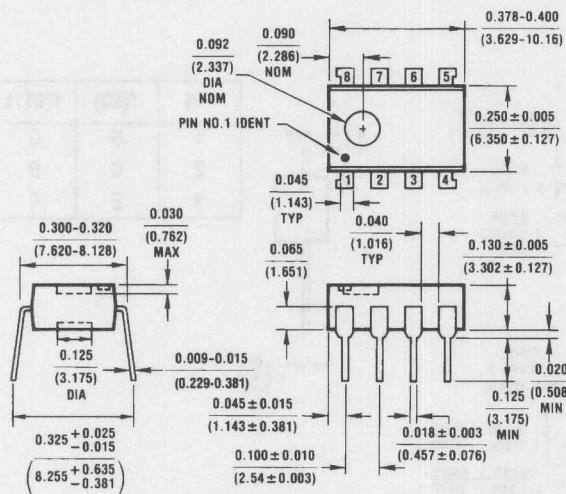 0.092
(2.337)
DIA
NOM
0.090
(2.286)
NOM
0.378-0.400
(3.629-10.16)
8 7 6 5
PIN NO.1 IDENT
0.250 ± 0.005
(6.350 ± 0.127)
1 2 3 4
0.045
(1.143)
TYP
0.300-0.320
(7.620-8.128)
0.030
(0.762)
MAX
0.065
(1.651)
0.040
(1.016)
TYP
0.130 ± 0.005
(3.302 ± 0.127)
0.125
(3.175)
DIA
0.009-0.015
(0.229-0.381)
0.020
(0.508)
MIN
0.125
(3.175)
MIN
0.045 ± 0.015
(1.143 ± 0.381)
0.018 ± 0.003
(0.457 ± 0.076)
0.325 +0.025
-0.015
(8.255 +0.635
-0.381)
0.100 ± 0.010
(2.54 ± 0.003)